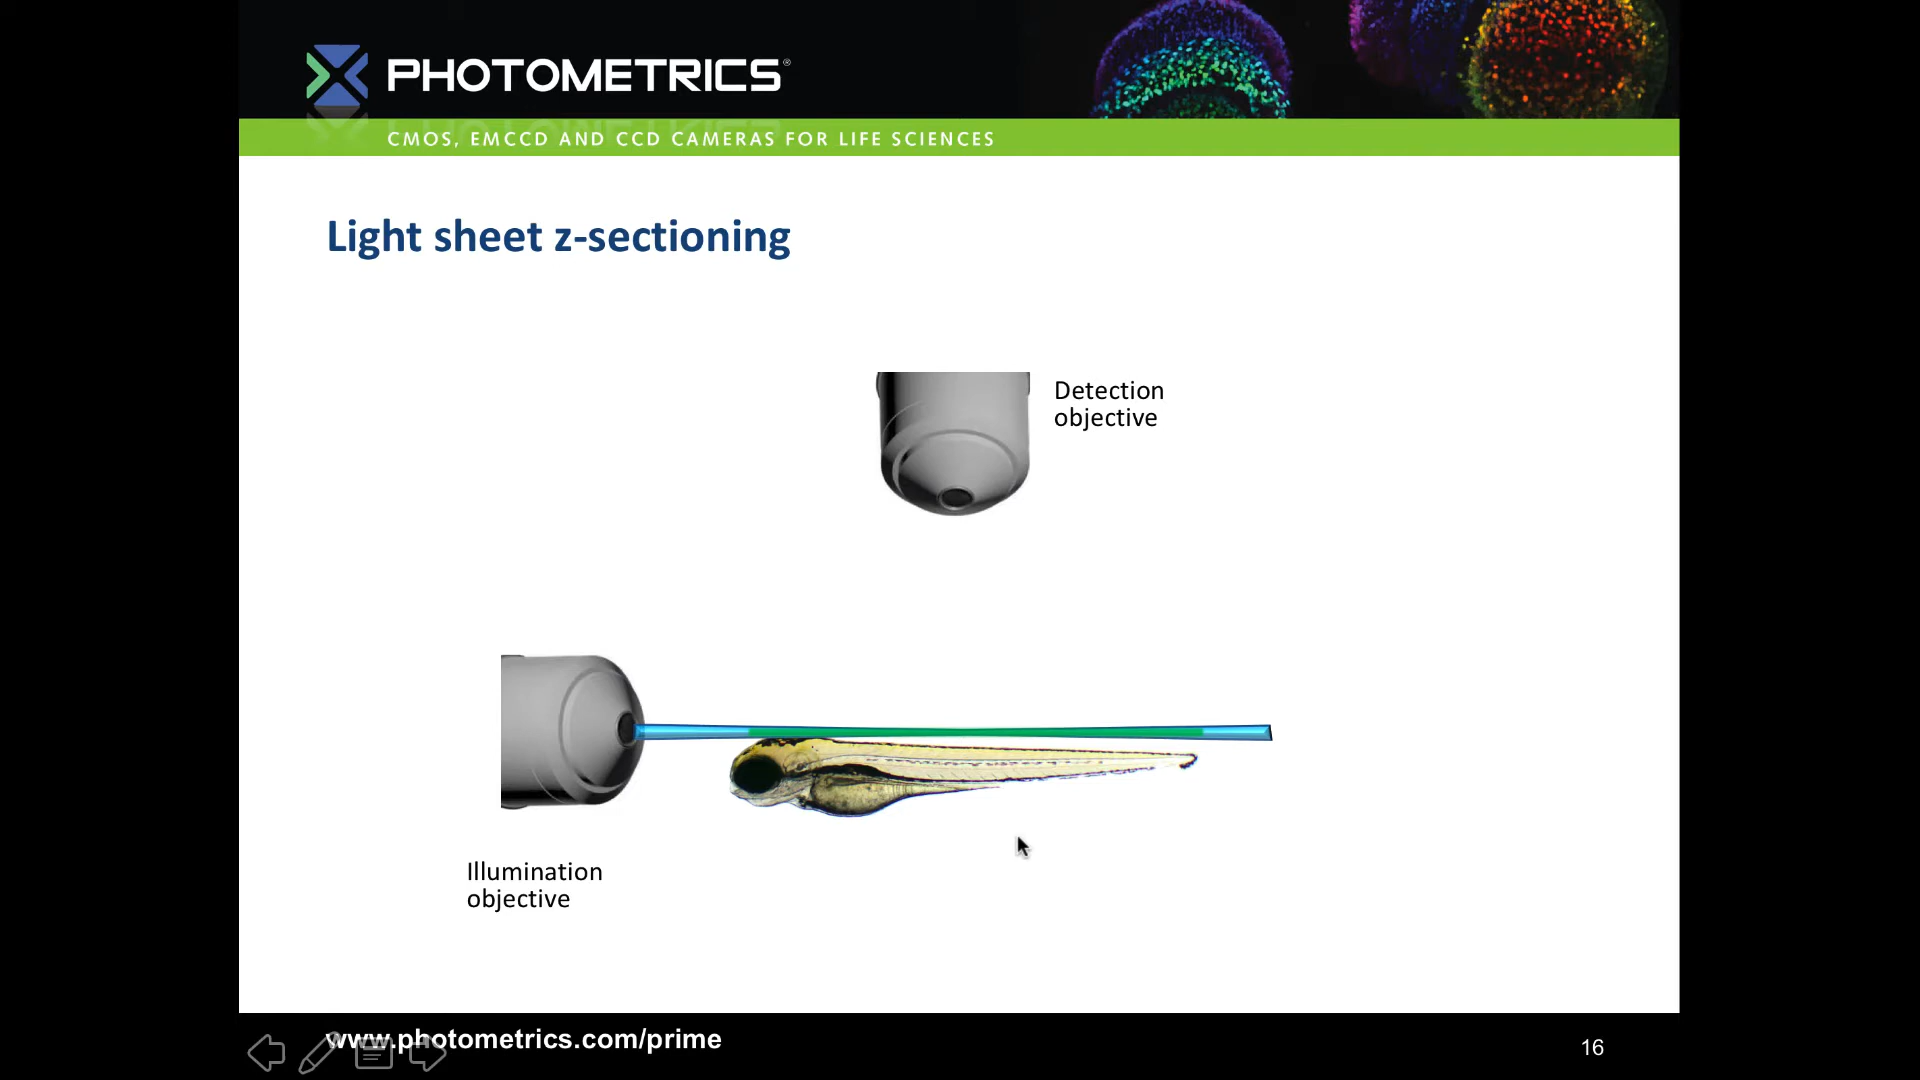 PHOTOMETRICS®
CMOS, EMCCD AND CCD CAMERAS FOR LIFE SCIENCES
Light sheet z-sectioning
Detection
objective
Illumination
objective
www.photometrics.com/prime
16